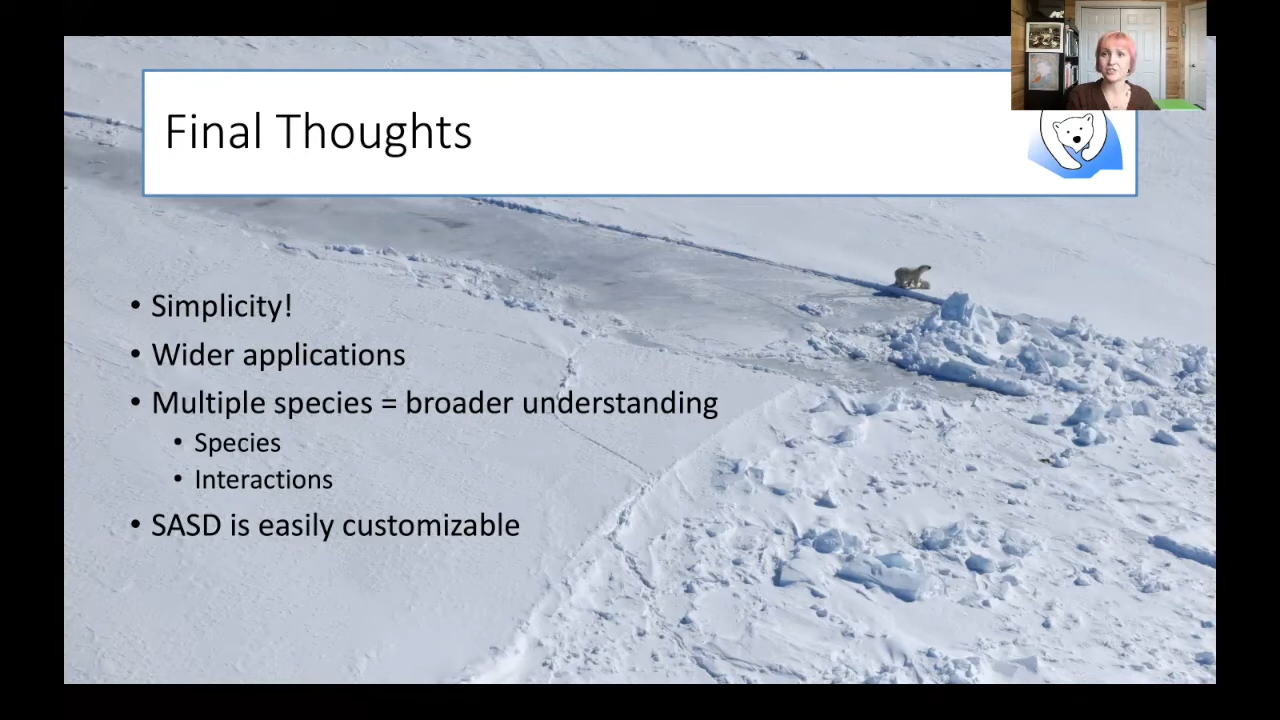 Final Thoughts
• Simplicity!
• Wider applications
• Multiple species = broader understanding
• Species
• Interactions
• SASD is easily customizable